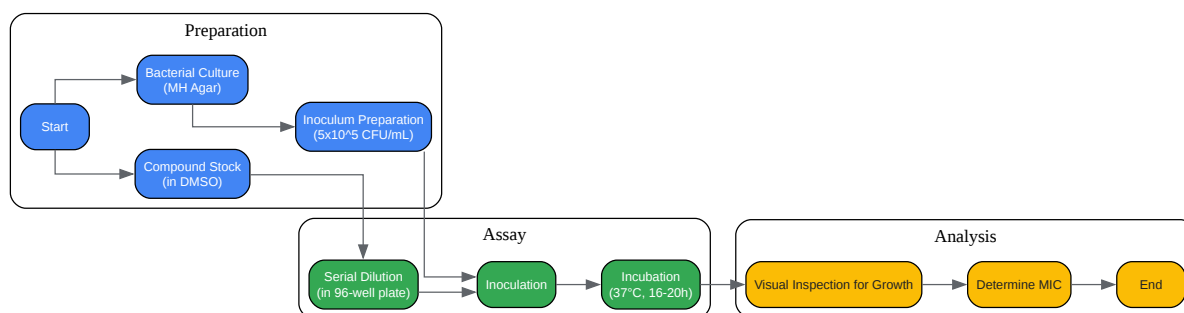 Preparation
Start
Bacterial Culture
(MH Agar)
Inoculum Preparation
(5x10^5 CFU/mL)
Compound Stock
(in DMSO)
Assay
Serial Dilution
(in 96-well plate)
Inoculation
Incubation
(37°C, 16-20h)
Analysis
Visual Inspection for Growth
Determine MIC
End